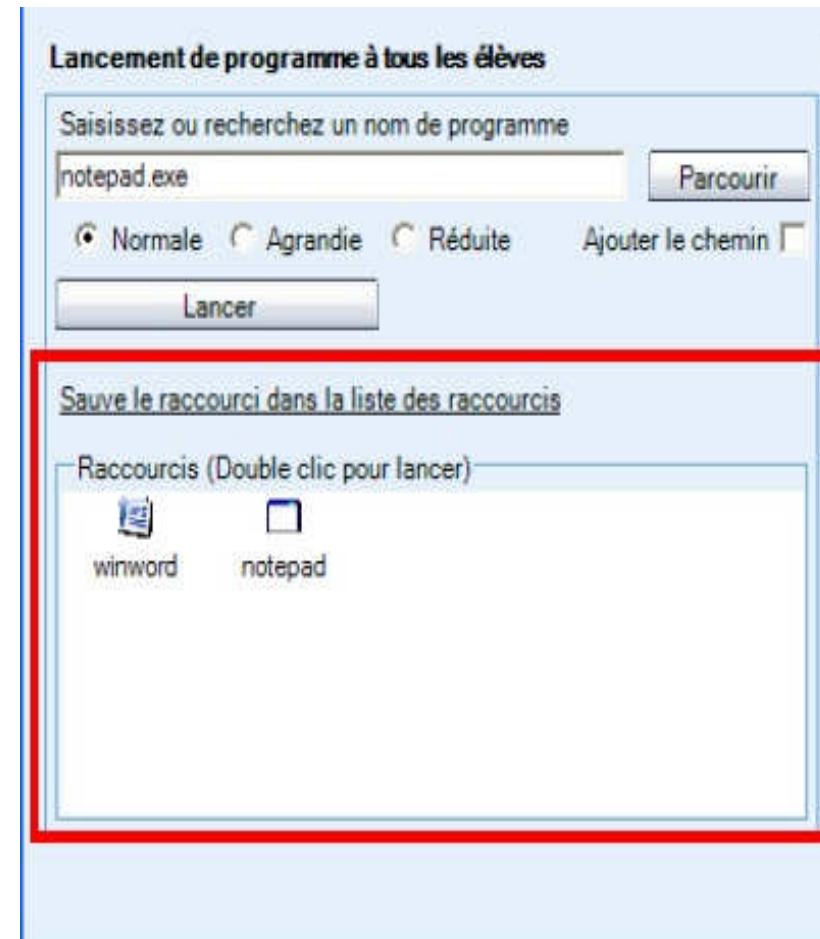 Lancement de programme à tous les élèves
Saisissez ou recherchez un nom de programme
notepad.exe Parcourir
Normale Agrandie Réduite Ajouter le chemin
Lancer
Sauve le raccourci dans la liste des raccourcis
Raccourcis (Double clic pour lancer)
winword notepad